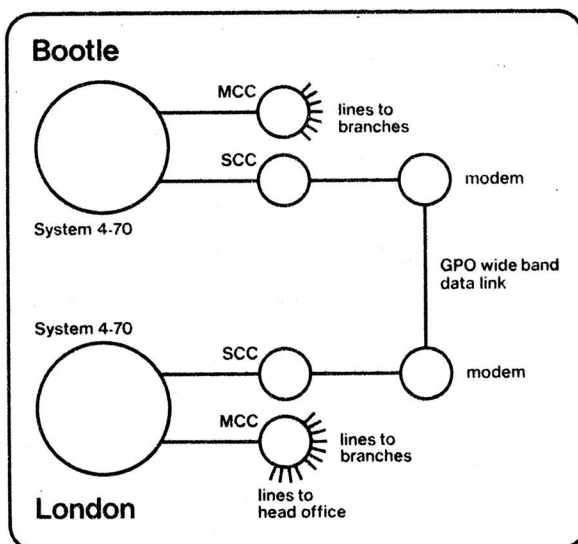 Bootle
MCC
lines to
branches
SCC
modem
System 4-70
GPO wide band
data link
System 4-70
SCC
modem
MCC
lines to
branches
lines to
head office
London